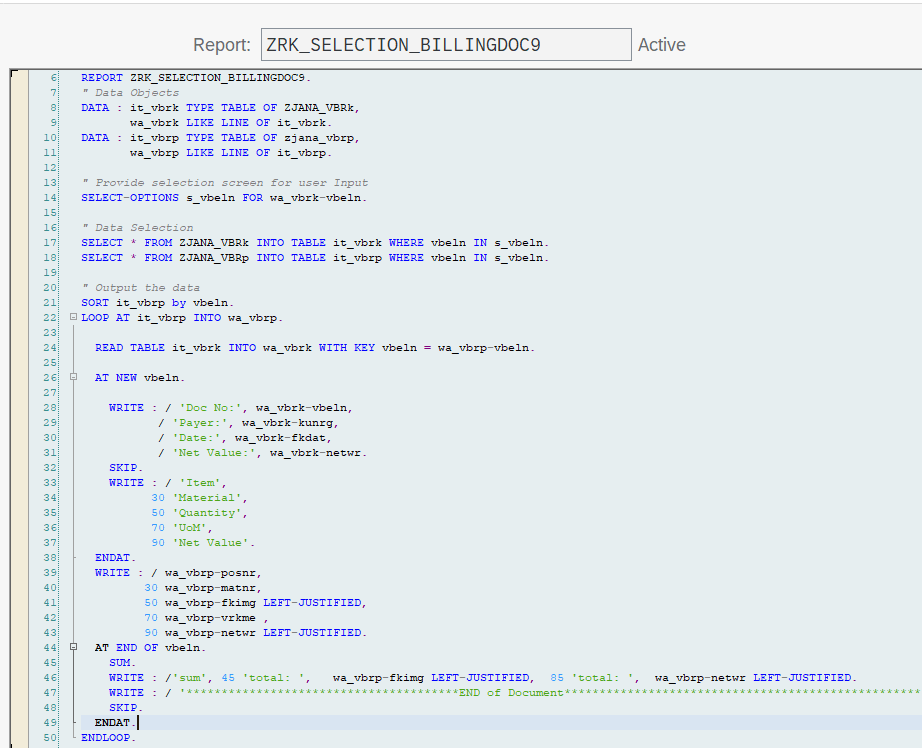 Report: ZRK_SELECTION_BILLINGDOC9 Active
6 REPORT ZRK_SELECTION_BILLINGDOC9.
7 " Data Objects
8 DATA : it_vbrk TYPE TABLE OF ZJANA_VBRk,
9 wa_vbrk LIKE LINE OF it_vbrk.
10 DATA : it_vbrp TYPE TABLE OF zjana_vbrp,
11 wa_vbrp LIKE LINE OF it_vbrp.
12
13 " Provide selection screen for user Input
14 SELECT-OPTIONS s_vbeln FOR wa_vbrk-vbeln.
15
16 " Data Selection
17 SELECT * FROM ZJANA_VBRk INTO TABLE it_vbrk WHERE vbeln IN s_vbeln.
18 SELECT * FROM ZJANA_VBRp INTO TABLE it_vbrp WHERE vbeln IN s_vbeln.
19
20 " Output the data
21 SORT it_vbrp by vbeln.
22 LOOP AT it_vbrp INTO wa_vbrp.
23
24 READ TABLE it_vbrk INTO wa_vbrk WITH KEY vbeln = wa_vbrp-vbeln.
25
26 AT NEW vbeln.
27
28 WRITE : / 'Doc No:', wa_vbrk-vbeln,
29 / 'Payer:', wa_vbrk-kunrg,
30 / 'Date:', wa_vbrk-fkdat,
31 / 'Net Value:', wa_vbrk-netwr.
32 SKIP.
33 WRITE : / 'Item',
34 30 'Material',
35 50 'Quantity',
36 70 'UoM',
37 90 'Net Value'.
38 ENDAT.
39 WRITE : / wa_vbrp-posnr,
40 30 wa_vbrp-matnr,
41 50 wa_vbrp-fkimg LEFT-JUSTIFIED,
42 70 wa_vbrp-vrkme ,
43 90 wa_vbrp-netwr LEFT-JUSTIFIED.
44 AT END OF vbeln.
45 SUM.
46 WRITE : /'sum', 45 'total: ', wa_vbrp-fkimg LEFT-JUSTIFIED, 85 'total: ', wa_vbrp-netwr LEFT-JUSTIFIED.
47 WRITE : / '***************************************END of Document***************************************************
48 SKIP.
49 ENDAT.
50 ENDLOOP.